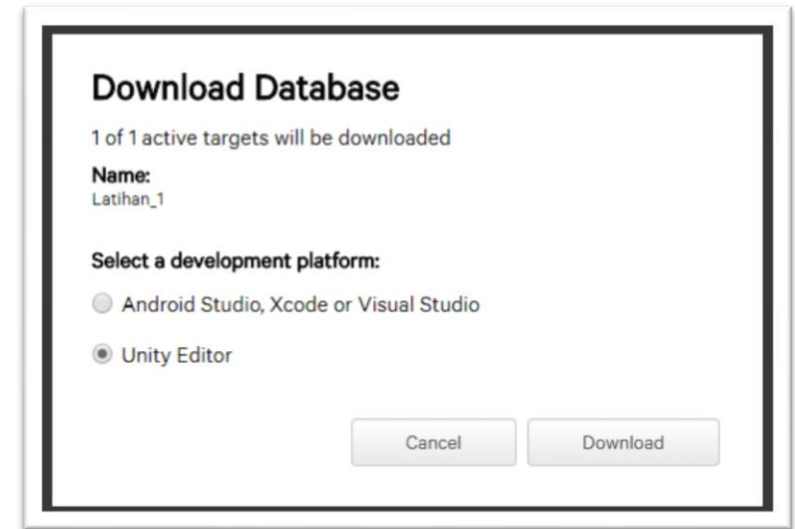 Download Database
1 of 1 active targets will be downloaded
Name:
Latihan_1
Select a development platform:
Android Studio, Xcode or Visual Studio
Unity Editor
Cancel Download